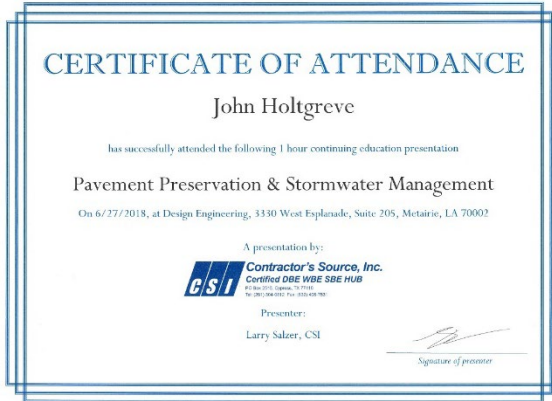 CERTIFICATE OF ATTENDANCE
John Holtgreve
has successfully attended the following 1 hour continuing education presentation
Pavement Preservation & Stormwater Management
On 6/27/2018, at Design Engineering, 3330 West Esplanade, Suite 205, Metairie, LA 70002
A presentation by:
CSI
Contractor's Source, Inc.
Certified DBE WBE SBE HUB
Presenter:
Larry Salzer, CSI
Signature of presenter